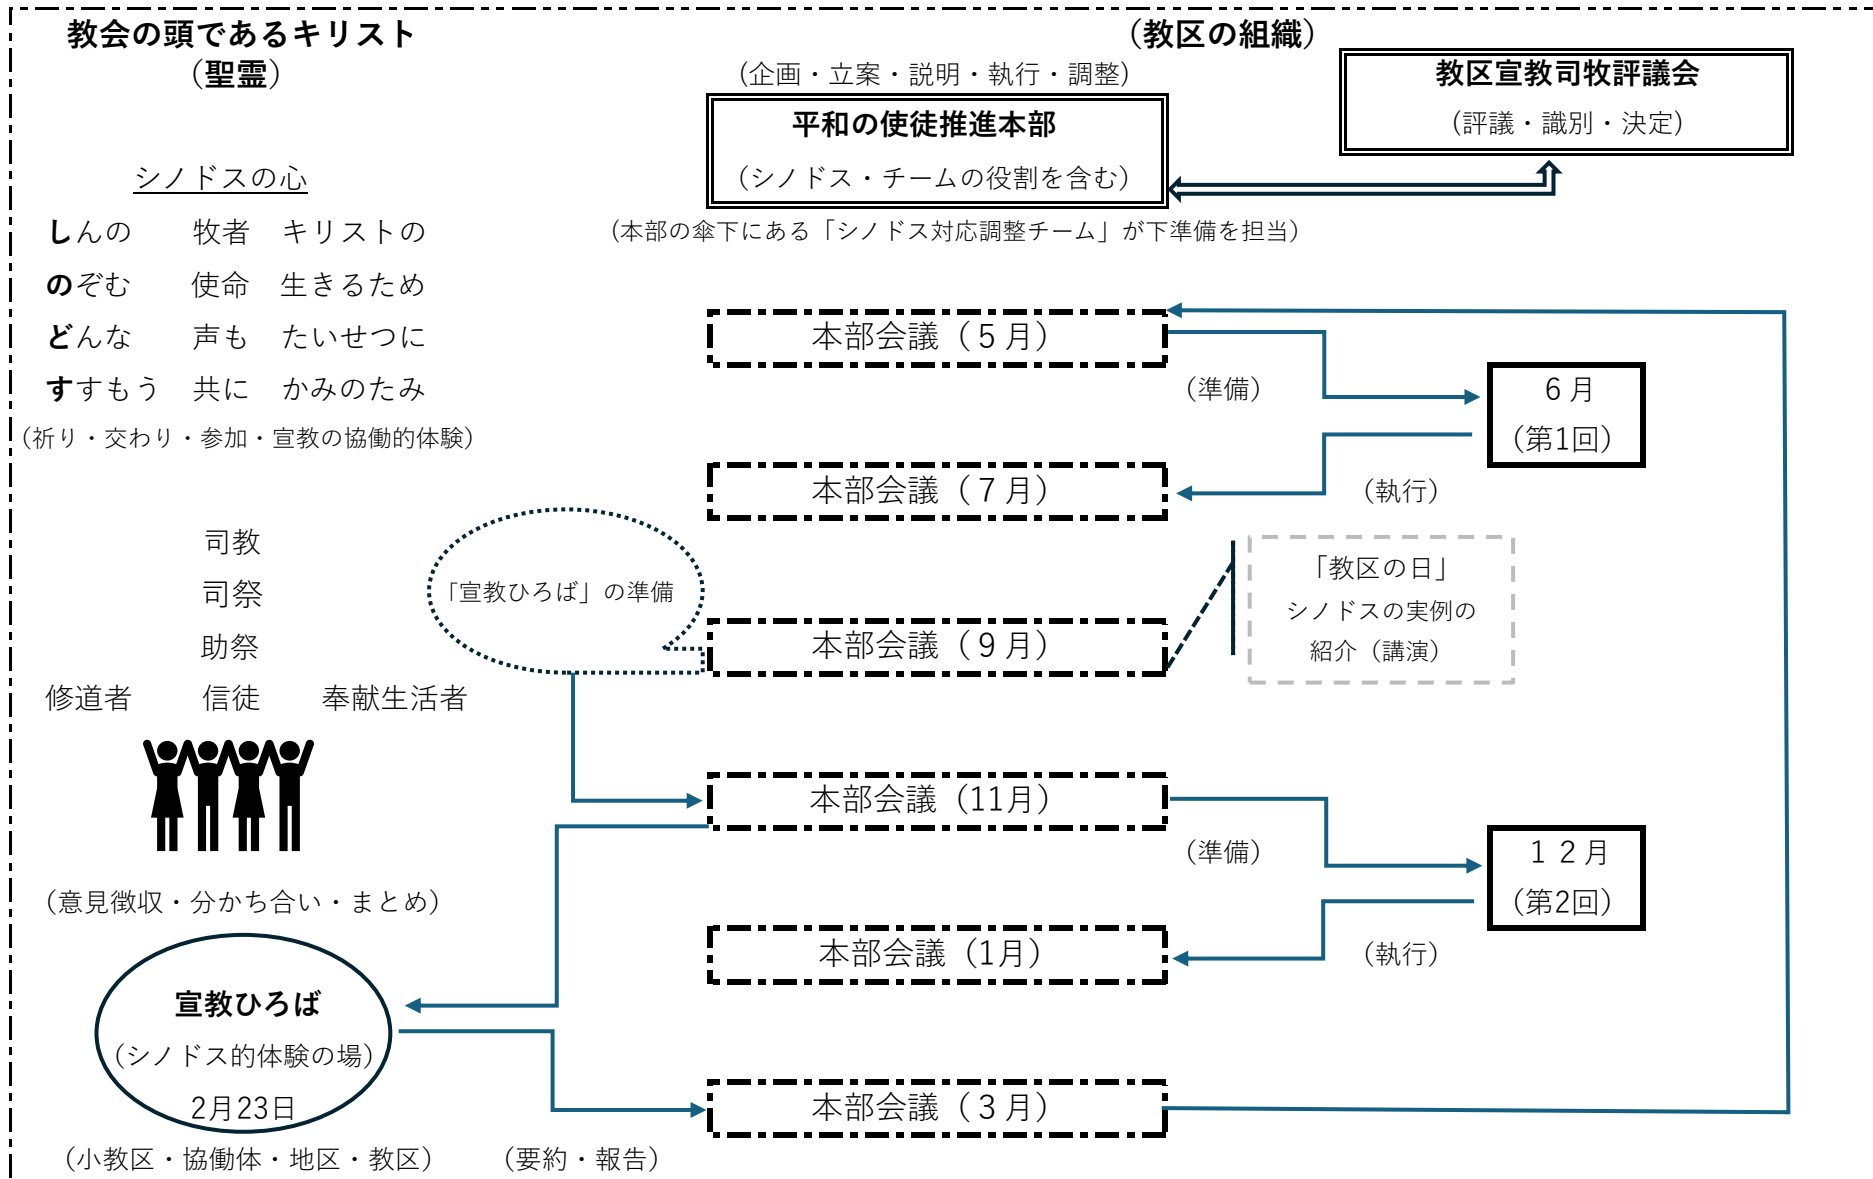 教会の頭であるキリスト
（聖霊）
（教区の組織）
（企画・立案・説明・執行・調整）
平和の使徒推進本部
（シノドス・チームの役割を含む）
（本部の傘下にある「シノドス対応調整チーム」が下準備を担当）
教区宣教司牧評議会
（評議・識別・決定）
シノドスの心
しんの　牧者　キリストの
のぞむ　使命　生きるため
どんな　声も　たいせつに
すすもう　共に　かみのたみ
（祈り・交わり・参加・宣教の協働的体験）
司教
司祭
助祭
修道者　信徒　奉献生活者
（意見徴収・分かち合い・まとめ）
宣教ひろば
（シノドス的体験の場）
2月23日
（小教区・協働体・地区・教区）
（要約・報告）
「宣教ひろば」の準備
本部会議（５月）
（準備）
６月
（第1回）
（執行）
本部会議（７月）
「教区の日」
シノドスの実例の
紹介（講演）
本部会議（９月）
本部会議（11月）
（準備）
１２月
（第2回）
（執行）
本部会議（1月）
本部会議（３月）